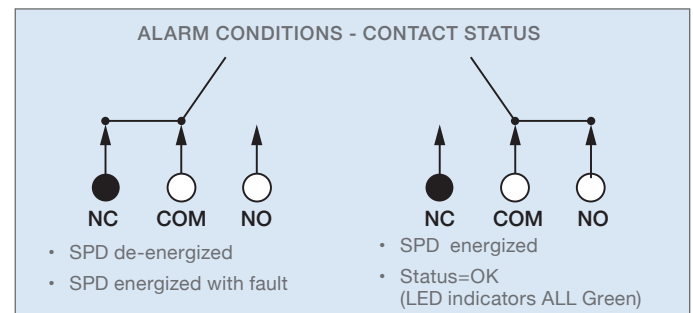 ALARM CONDITIONS - CONTACT STATUS
NC COM NO
• SPD de-energized
• SPD energized with fault
NC COM NO
• SPD energized
• Status=OK
(LED indicators ALL Green)